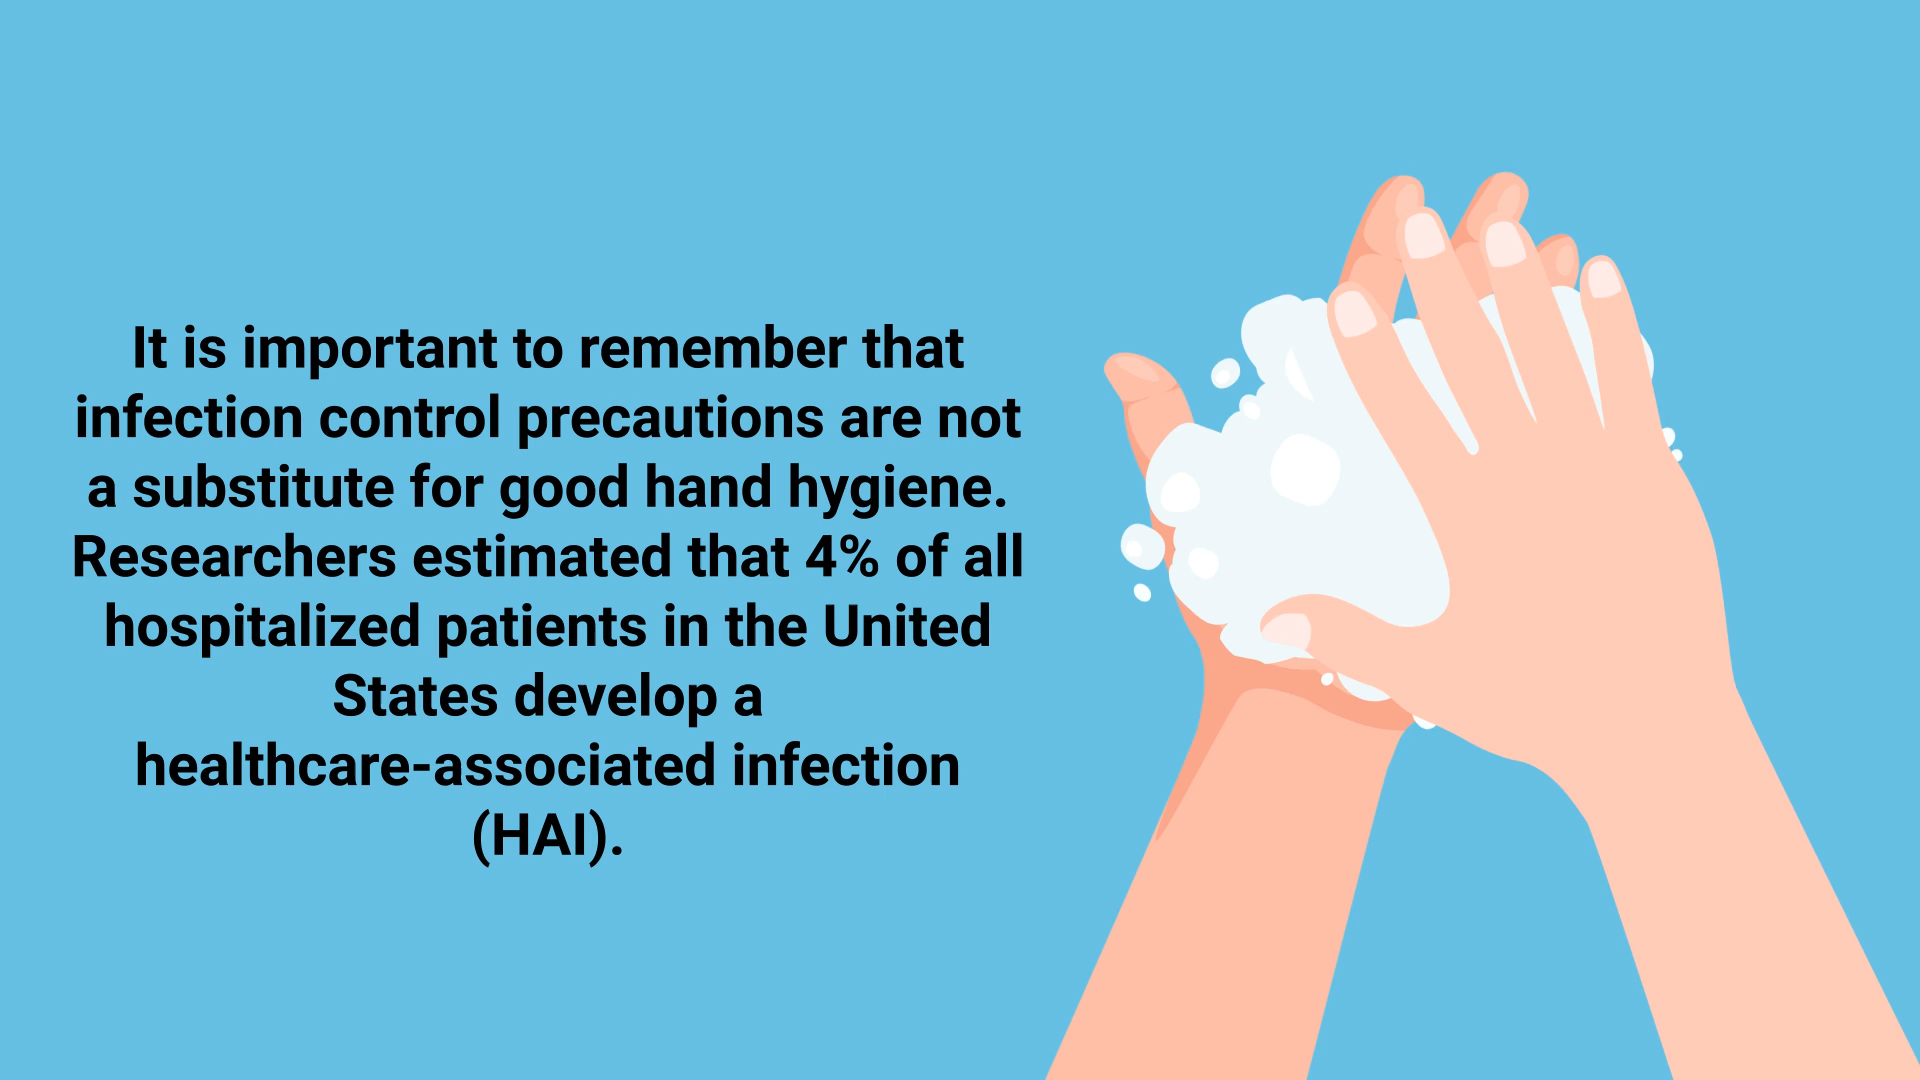 It is important to remember that
infection control precautions are not
a substitute for good hand hygiene.
Researchers estimated that 4% of all
hospitalized patients in the United
States develop a
healthcare-associated infection
(HAI).